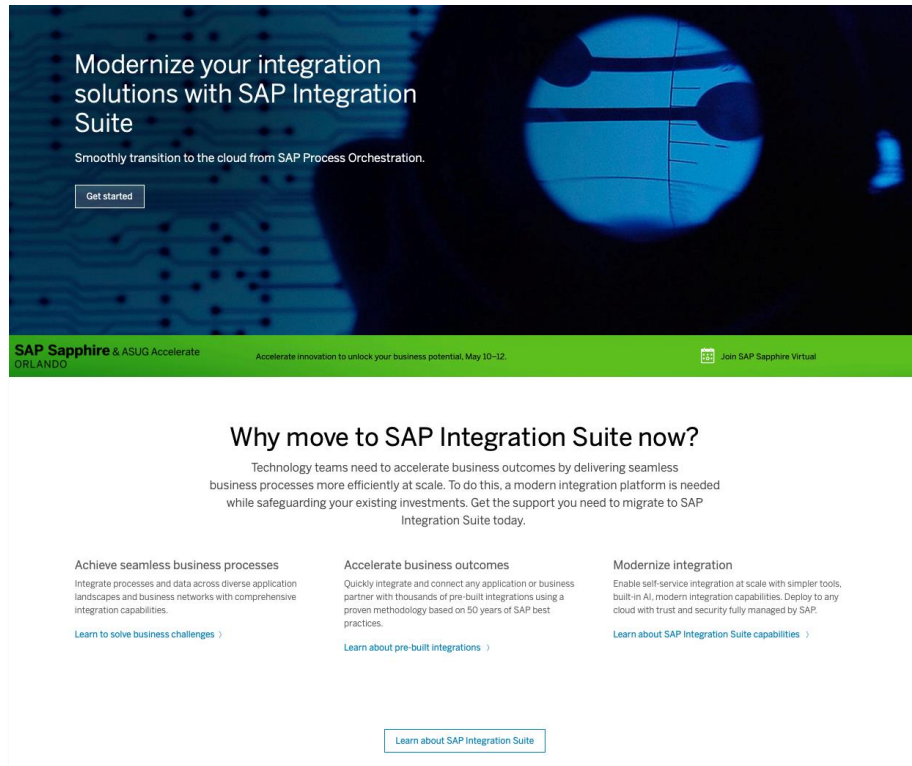 Modernize your integration
solutions with SAP Integration
Suite
Smoothly transition to the cloud from SAP Process Orchestration.
Get started
SAP Sapphire & ASUG Accelerate
ORLANDO
Accelerate innovation to unlock your business potential, May 10–12.
Join SAP Sapphire Virtual
Why move to SAP Integration Suite now?
Technology teams need to accelerate business outcomes by delivering seamless
business processes more efficiently at scale. To do this, a modern integration platform is needed
while safeguarding your existing investments. Get the support you need to migrate to SAP
Integration Suite today.
Achieve seamless business processes
Integrate processes and data across diverse application
landscapes and business networks with comprehensive
integration capabilities.
Learn to solve business challenges 〉
Accelerate business outcomes
Quickly integrate and connect any application or business
partner with thousands of pre-built integrations using a
proven methodology based on 50 years of SAP best
practices.
Learn about pre-built integrations 〉
Modernize integration
Enable self-service integration at scale with simpler tools,
built-in AI, modern integration capabilities. Deploy to any
cloud with trust and security fully managed by SAP.
Learn about SAP Integration Suite capabilities 〉
Learn about SAP Integration Suite